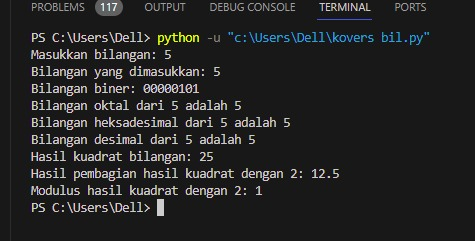 PROBLEMS 117 OUTPUT DEBUG CONSOLE TERMINAL PORTS
PS C:\Users\Dell> python -u "c:\Users\Dell\kovers bil.py"
Masukkan bilangan: 5
Bilangan yang dimasukkan: 5
Bilangan biner: 00000101
Bilangan oktal dari 5 adalah 5
Bilangan heksadesimal dari 5 adalah 5
Bilangan desimal dari 5 adalah 5
Hasil kuadrat bilangan: 25
Hasil pembagian hasil kuadrat dengan 2: 12.5
Modulus hasil kuadrat dengan 2: 1
PS C:\Users\Dell>